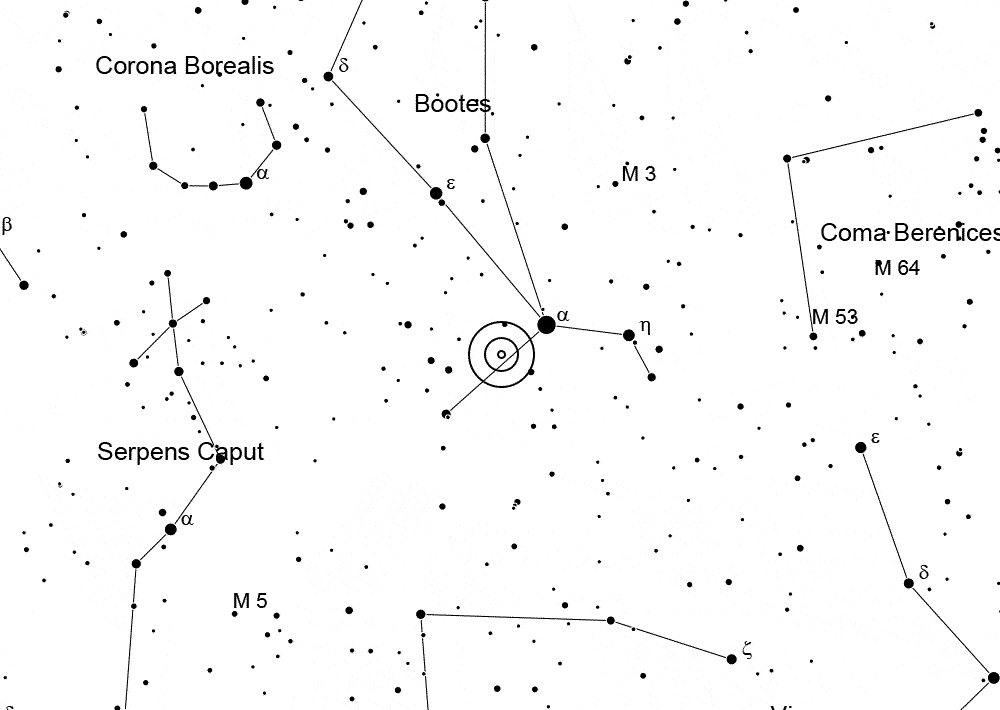 δ
Corona Borealis
Bootes
α
ε
M 3
β
Coma Berenices
M 64
α
η
M 53
ε
Serpens Caput
α
δ
M 5
ζ